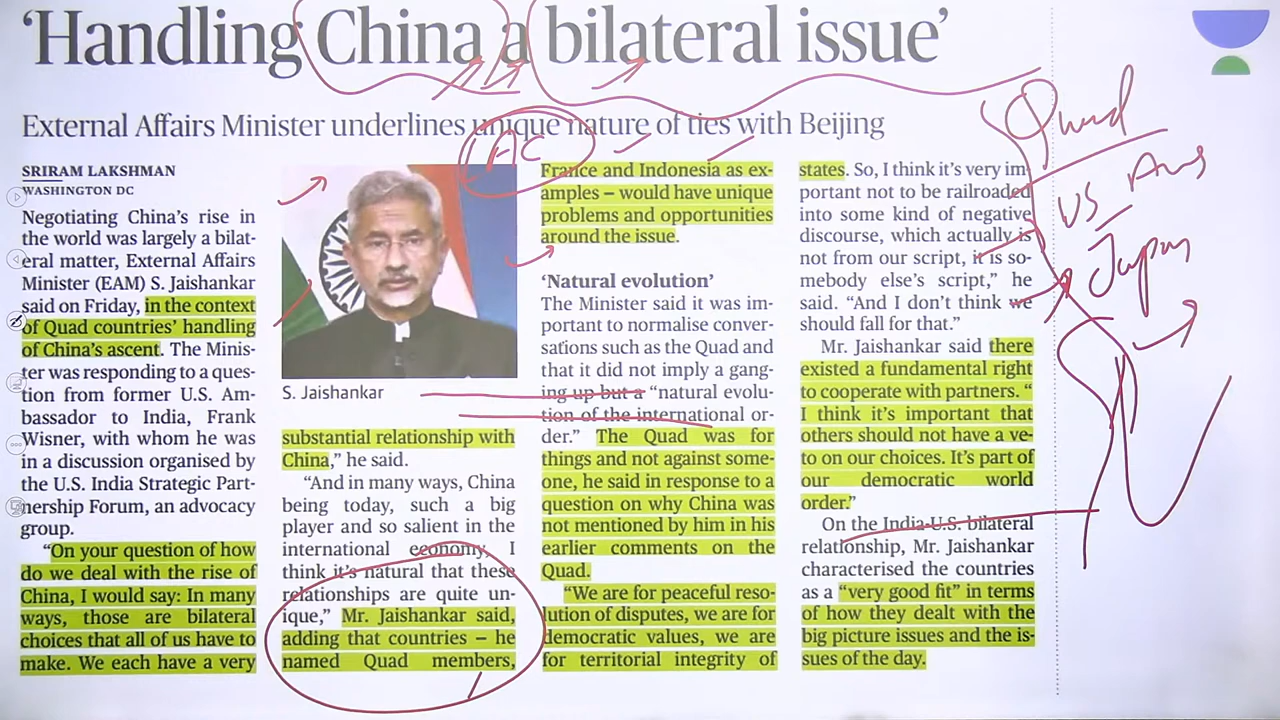 'Handling China a bilateral issue'
External Affairs Minister underlines unique nature of ties with Beijing
SRIRAM LAKSHMAN
WASHINGTON DC
Negotiating China's rise in
the world was largely a bilat-
eral matter, External Affairs
Minister (EAM) S. Jaishankar
said on Friday, in the context
of Quad countries' handling
of China's ascent. The Minis-
ter was responding to a ques-
tion from former U.S. Am-
bassador to India, Frank
Wisner, with whom he was
in a discussion organised by
the U.S. India Strategic Part-
nership Forum, an advocacy
group.
"On your question of how
do we deal with the rise of
China, I would say: In many
ways, those are bilateral
choices that all of us have to
make. We each have a very
S. Jaishankar
substantial relationship with
China," he said.
"And in many ways, China
being today, such a big
player and so salient in the
international economy, I
think it's natural that these
relationships are quite un-
ique," Mr. Jaishankar said,
adding that countries – he
named Quad members,
France and Indonesia as ex-
amples – would have unique
problems and opportunities
around the issue.
'Natural evolution'
The Minister said it was im-
portant to normalise conver-
sations such as the Quad and
that it did not imply a gang-
ing up but a "natural evolu-
tion of the international or-
der." The Quad was for
things and not against some-
one, he said in response to a
question on why China was
not mentioned by him in his
earlier comments on the
Quad.
"We are for peaceful reso-
lution of disputes, we are for
democratic values, we are
for territorial integrity of
states. So, I think it's very im-
portant not to be railroaded
into some kind of negative
discourse, which actually is
not from our script, it is so-
mebody else's script," he
said. "And I don't think we
should fall for that."
Mr. Jaishankar said there
existed a fundamental right
to cooperate with partners. "
I think it's important that
others should not have a ve-
to on our choices. It's part of
our democratic world
order."
On the India-U.S. bilateral
relationship, Mr. Jaishankar
characterised the countries
as a "very good fit" in terms
of how they dealt with the
big picture issues and the is-
sues of the day.
AC
Quad
US Aus
Japan